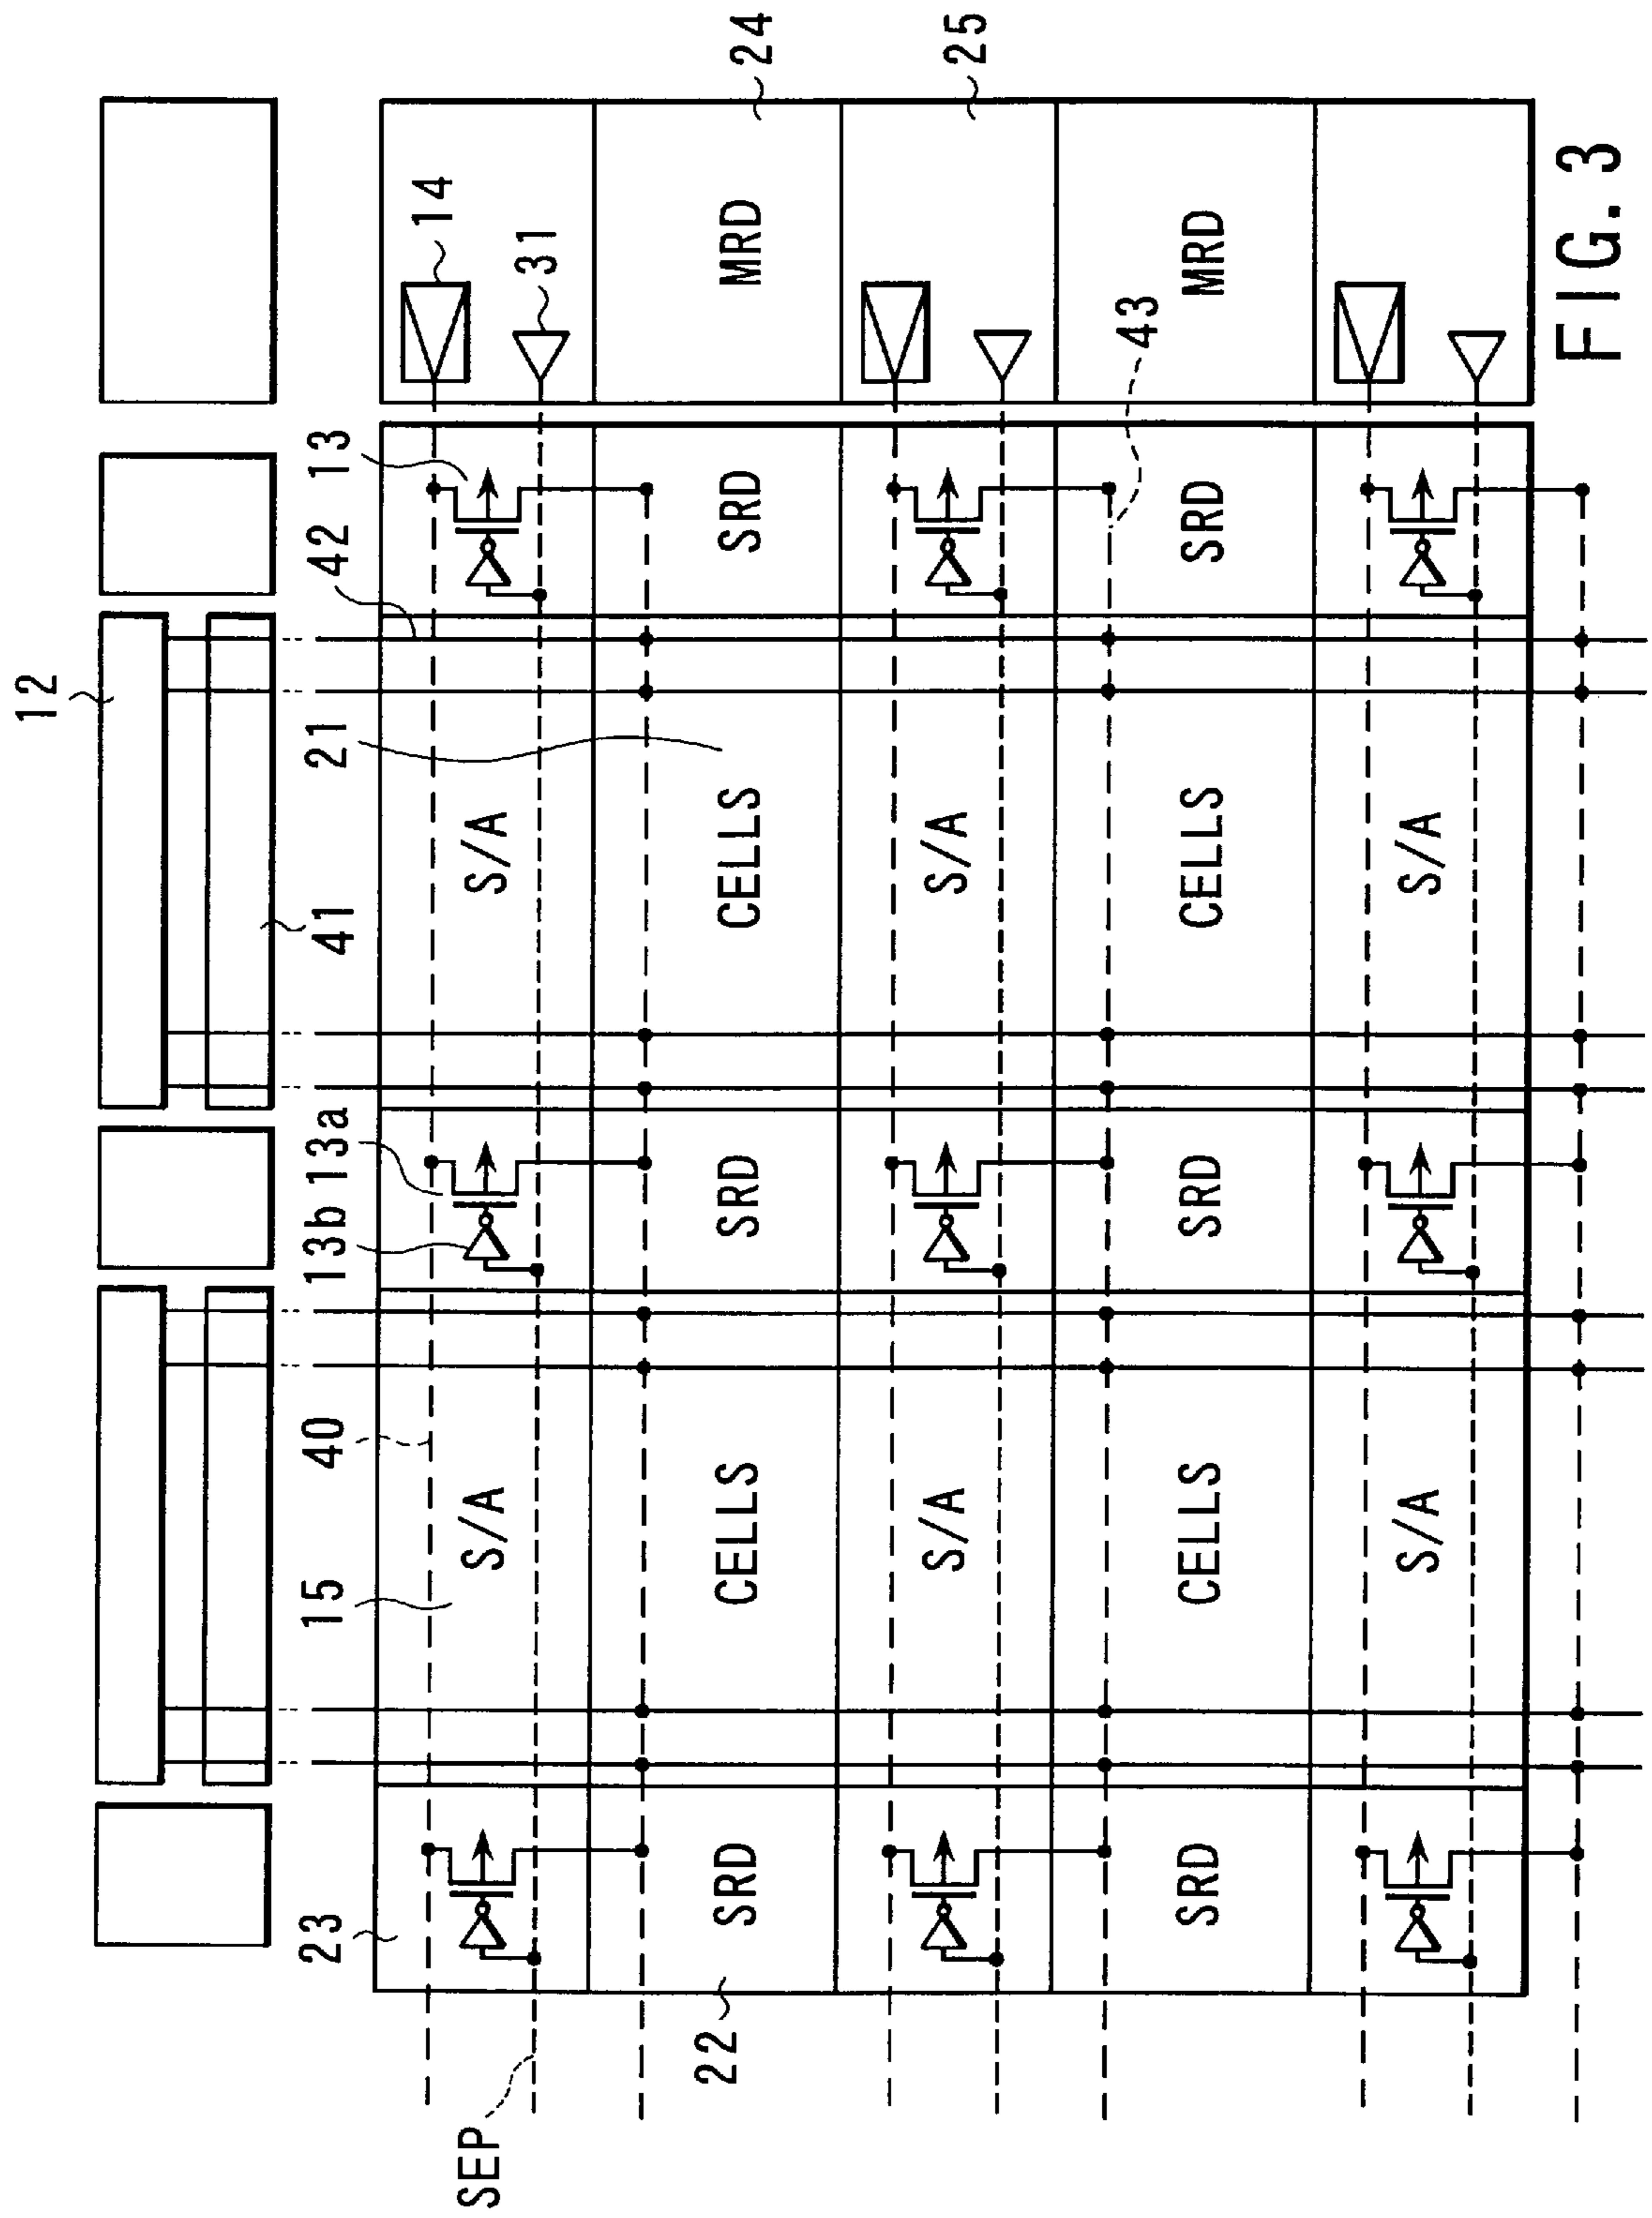 12
23 15 40 13b 13a 41 21 42 13
14
SEP S/A S/A
31
22 SRD CELLS SRD CELLS SRD MRD 24
S/A S/A 25
43
SRD CELLS SRD CELLS SRD MRD
S/A S/A
FIG. 3